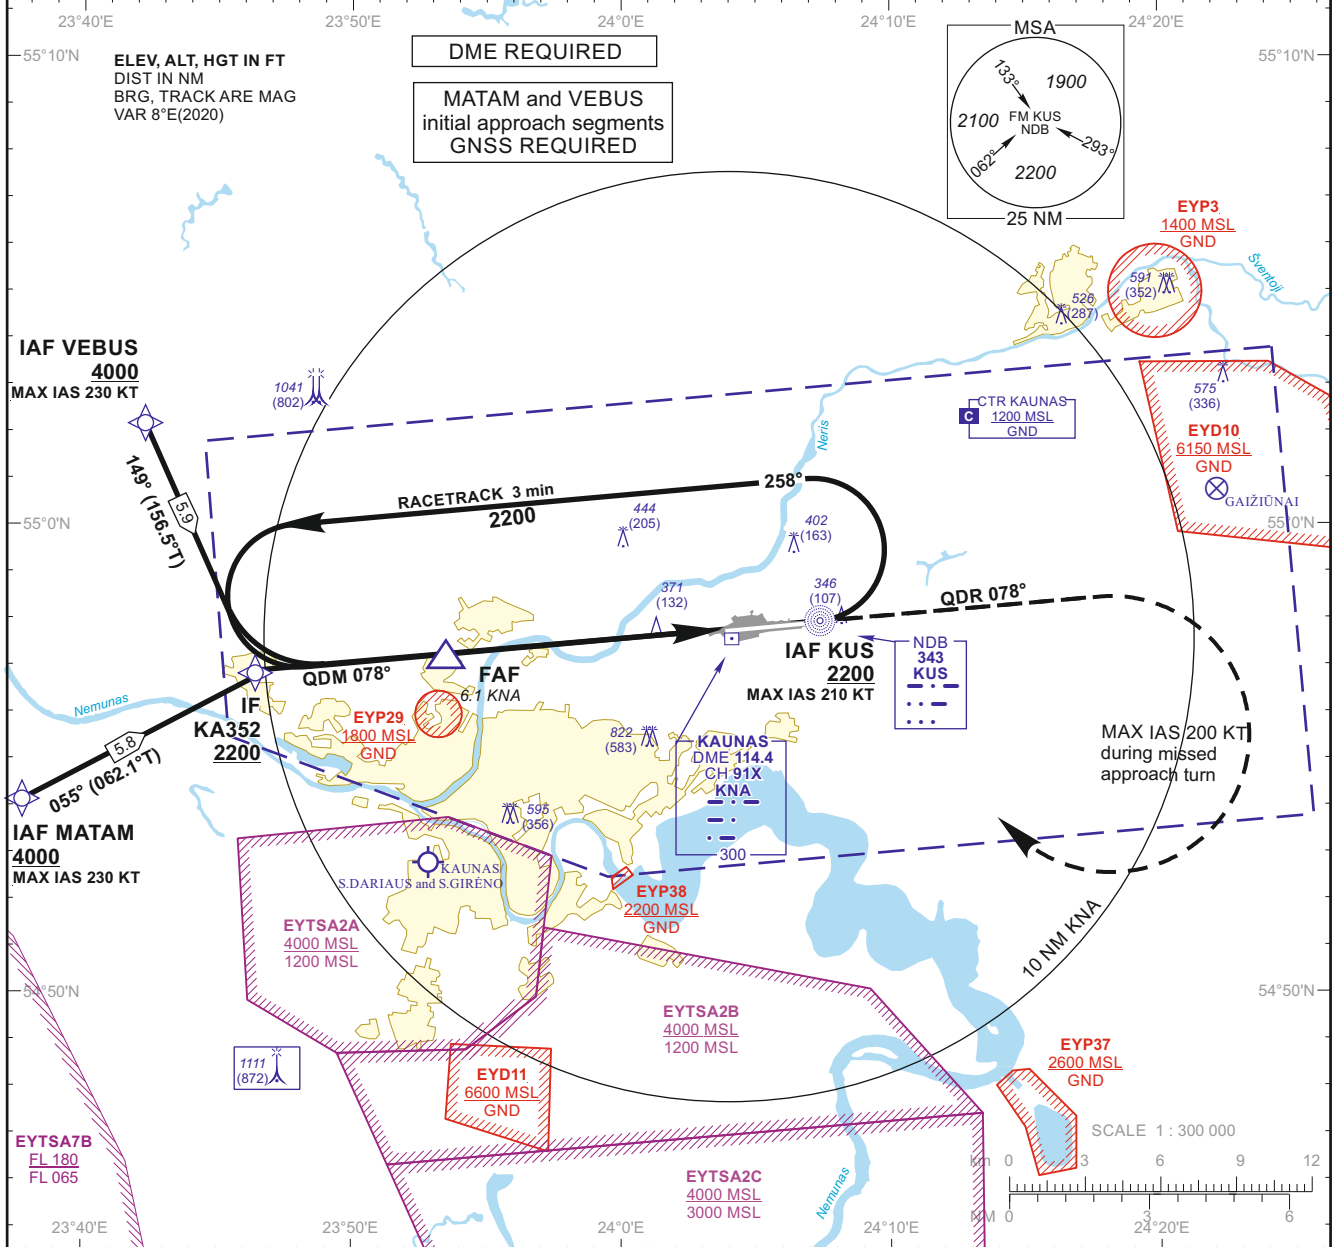 23°40'E
23°50'E
24°0'E
24°10'E
24°20'E
55°10'N
55°10'N
ELEV, ALT, HGT IN FT
DIST IN NM
BRG, TRACK ARE MAG
VAR 8°E(2020)
DME REQUIRED
MATAM and VEBUS
initial approach segments
GNSS REQUIRED
MSA
133°
1900
2100
FM KUS
NDB
062°
293°
2200
25 NM
EYP3
1400 MSL
GND
591
(352)
Šventoji
526
(287)
IAF VEBUS
4000
MAX IAS 230 KT
1041
(802)
CTR KAUNAS
C
1200 MSL
GND
575
(336)
EYD10
6150 MSL
GND
GAIŽIŪNAI
Neris
149° (156.5°T)
5.9
RACETRACK 3 min
2200
258°
444
(205)
402
(163)
55°0'N
55°0'N
371
(132)
346
(107)
QDR 078°
IAF KUS
2200
MAX IAS 210 KT
NDB
343
KUS
QDM 078°
FAF
6.1 KNA
IF
KA352
2200
Nemunas
EYP29
1800 MSL
GND
5.8
055° (062.1°T)
822
(583)
KAUNAS
DME 114.4
CH 91X
KNA
300
MAX IAS 200 KT
during missed
approach turn
IAF MATAM
4000
MAX IAS 230 KT
595
(356)
KAUNAS
S.DARIAUS and S.GIRĖNO
EYP38
2200 MSL
GND
EYTSA2A
4000 MSL
1200 MSL
10 NM KNA
54°50'N
54°50'N
EYTSA2B
4000 MSL
1200 MSL
1111
(872)
EYD11
6600 MSL
GND
EYP37
2600 MSL
GND
EYTSA7B
FL 180
FL 065
EYTSA2C
4000 MSL
3000 MSL
Nemunas
SCALE 1 : 300 000
Km 0 3 6 9 12
NM 0 3 6
23°40'E
23°50'E
24°0'E
24°10'E
24°20'E